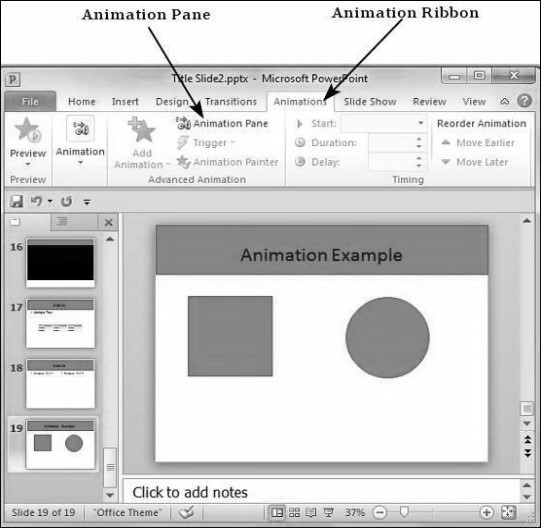 Animation Pane
Animation Ribbon
Title Slide2.pptx - Microsoft PowerPoint
File Home Insert Design Transitions Animations Slide Show Review View
Preview
Animation
Add Animation
Animation Pane
Trigger
Animation Painter
Start:
Duration:
Delay:
Reorder Animation
Move Earlier
Move Later
Preview
Advanced Animation
Timing
16
17
18
19
Animation Example
Click to add notes
Slide 19 of 19
"Office Theme"
37%